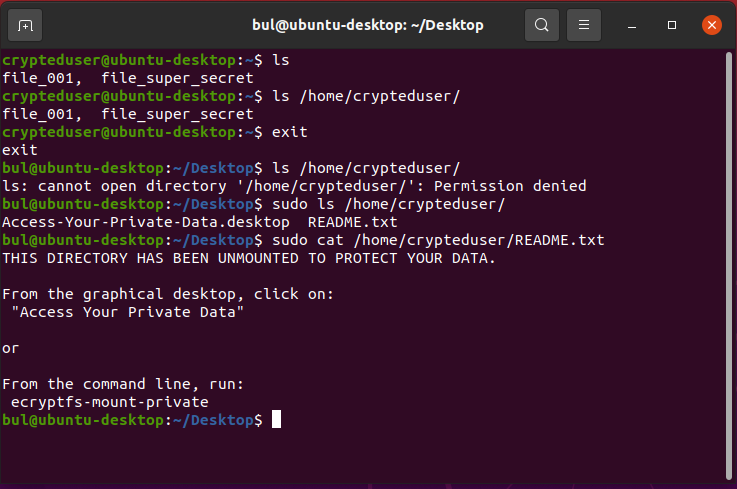 bul@ubuntu-desktop: ~/Desktop
crypteduser@ubuntu-desktop:~$ ls
file_001,  file_super_secret
crypteduser@ubuntu-desktop:~$ ls /home/crypteduser/
file_001,  file_super_secret
crypteduser@ubuntu-desktop:~$ exit
exit
bul@ubuntu-desktop:~/Desktop$ ls /home/crypteduser/
ls: cannot open directory '/home/crypteduser/': Permission denied
bul@ubuntu-desktop:~/Desktop$ sudo ls /home/crypteduser/
Access-Your-Private-Data.desktop  README.txt
bul@ubuntu-desktop:~/Desktop$ sudo cat /home/crypteduser/README.txt
THIS DIRECTORY HAS BEEN UNMOUNTED TO PROTECT YOUR DATA.
From the graphical desktop, click on:
 "Access Your Private Data"
or
From the command line, run:
 ecryptfs-mount-private
bul@ubuntu-desktop:~/Desktop$